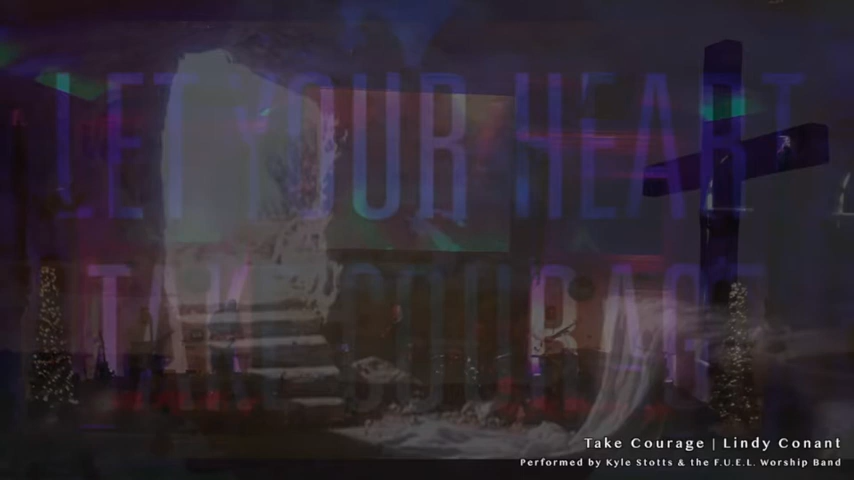 LET YOUR HEART
TAKE COURAGE
Take Courage | Lindy Conant
Performed by Kyle Stotts & the F.U.E.L. Worship Band